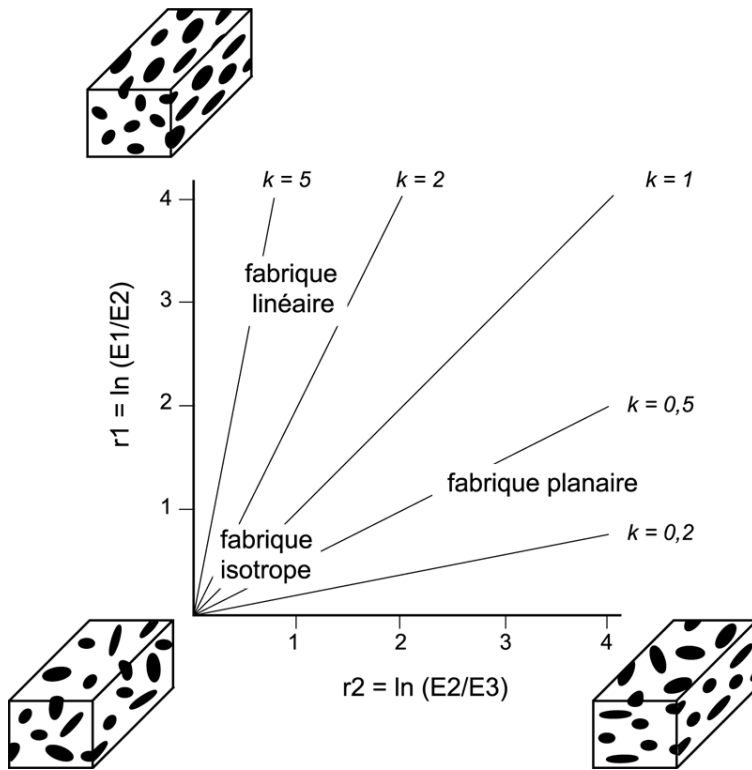 k = 5
k = 2
k = 1
4
fabrique
linéaire
3
r1 = ln (E1/E2)
2
k = 0,5
fabrique planaire
1
fabrique
isotrope
k = 0,2
1
2
3
4
r2 = ln (E2/E3)